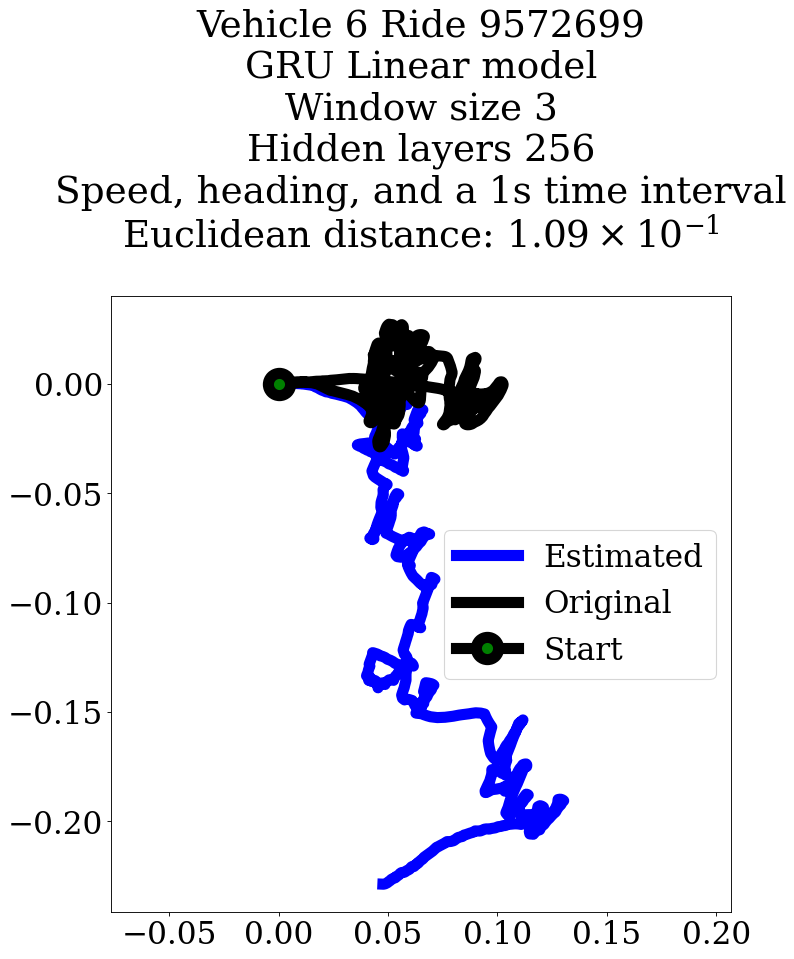 Vehicle 6 Ride 9572699
GRU Linear model
Window size 3
Hidden layers 256
Speed, heading, and a 1s time interval
Euclidean distance: 1.09 × 10⁻¹
0.00
−0.05
−0.10
−0.15
−0.20
Estimated
Original
Start
−0.05 0.00 0.05 0.10 0.15 0.20